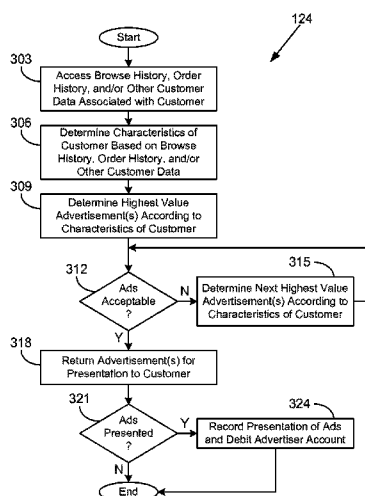 124
Start
303
Access Browse History, Order
History, and/or Other Customer
Data Associated with Customer
306
Determine Characteristics of
Customer Based on Browse
History, Order History, and/or
Other Customer Data
309
Determine Highest Value
Advertisement(s) According to
Characteristics of Customer
312
Ads
Acceptable
?
N
Y
315
Determine Next Highest Value
Advertisement(s) According to
Characteristics of Customer
318
Return Advertisement(s) for
Presentation to Customer
321
Ads
Presented
?
Y
N
324
Record Presentation of Ads
and Debit Advertiser Account
End